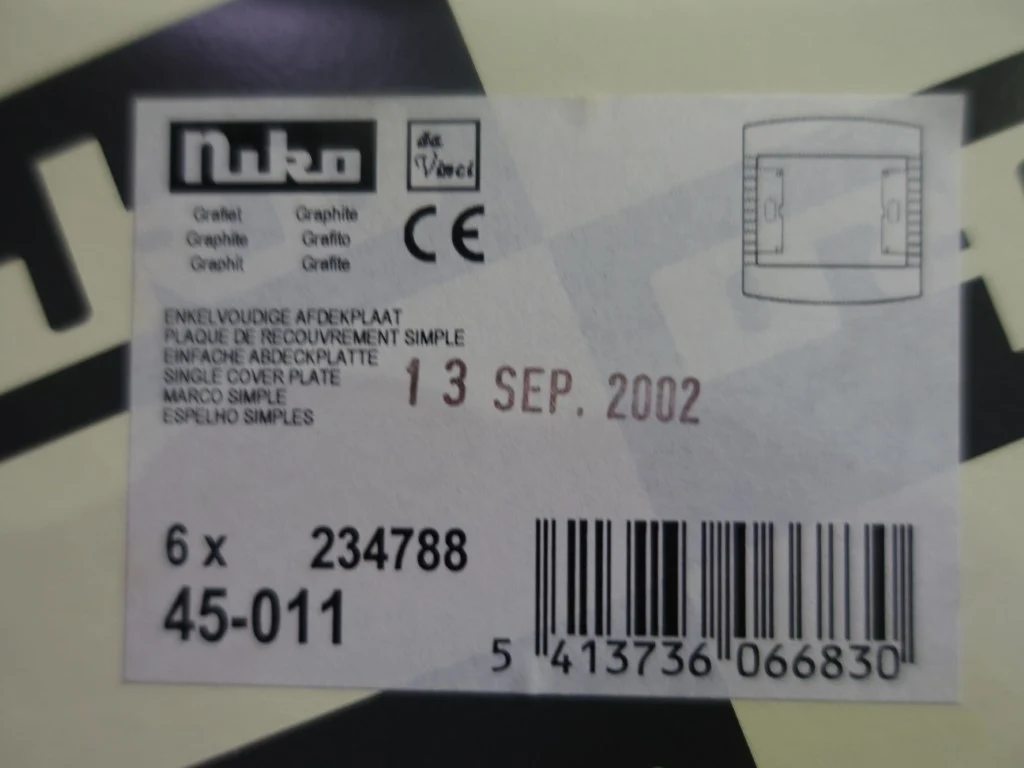 Niko
da
Vinci
Grafiet Graphite
Graphite Grafito
Graphit Grafite
CE
ENKELVOUDIGE AFDEKPLAAT
PLAQUE DE RECOUVREMENT SIMPLE
EINFACHE ABDECKPLATTE
SINGLE COVER PLATE
MARCO SIMPLE
ESPELHO SIMPLES
13 SEP. 2002
6 x 234788
45-011
5 413736 066830